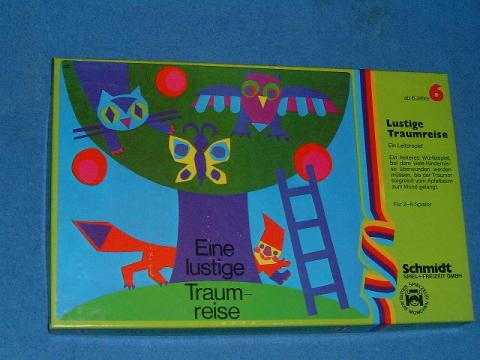 Eine
lustige
Traum-
reise
ab 6 Jahre 6
Lustige
Traumreise
Ein Leiterspiel
Ein heiteres Würfelspiel,
bei dem viele Hindernis-
se überwunden werden
müssen, bis der Träumer
siegreich vom Apfelbaum
zum Mond gelangt.
Für 2-6 Spieler
Schmidt
SPIEL+FREIZEIT GMBH
MÜNCHEN